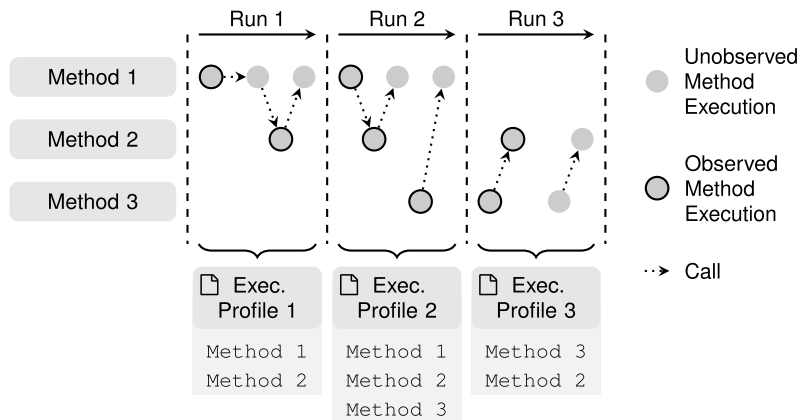 Run 1
Run 2
Run 3
Method 1
Method 2
Method 3
Unobserved
Method
Execution
Observed
Method
Execution
Call
Exec.
Profile 1
Method 1
Method 2
Exec.
Profile 2
Method 1
Method 2
Method 3
Exec.
Profile 3
Method 3
Method 2